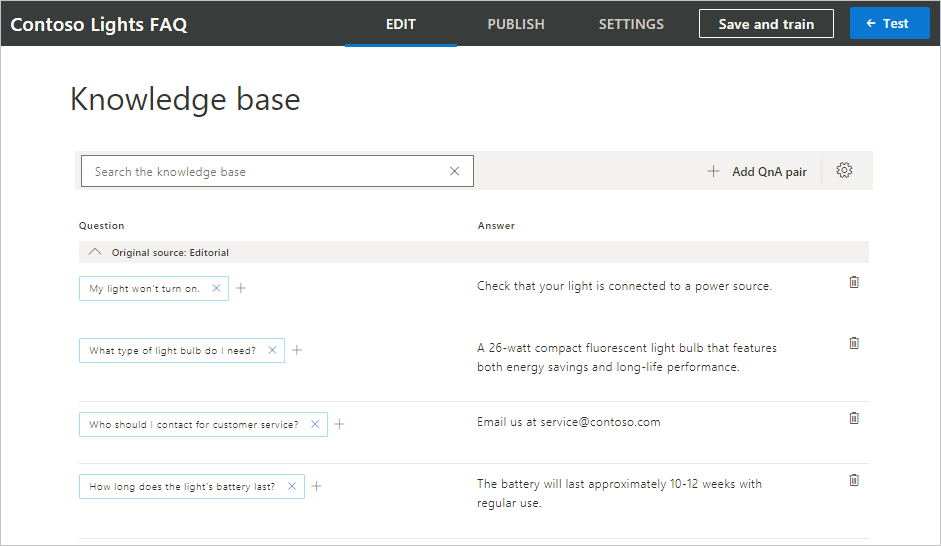 Contoso Lights FAQ
EDIT
PUBLISH
SETTINGS
Save and train
Test
Knowledge base
Search the knowledge base
Add QnA pair
Question
Answer
Original source: Editorial
My light won't turn on.
Check that your light is connected to a power source.
What type of light bulb do I need?
A 26-watt compact fluorescent light bulb that features
both energy savings and long-life performance.
Who should I contact for customer service?
Email us at service@contoso.com
How long does the light's battery last?
The battery will last approximately 10-12 weeks with
regular use.